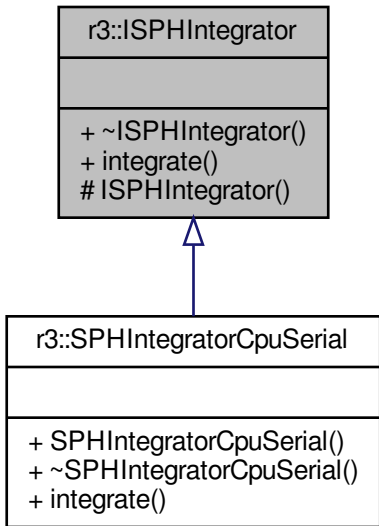 r3::ISPHIntegrator
+ ~ISPHIntegrator()
+ integrate()
# ISPHIntegrator()
r3::SPHIntegratorCpuSerial
+ SPHIntegratorCpuSerial()
+ ~SPHIntegratorCpuSerial()
+ integrate()